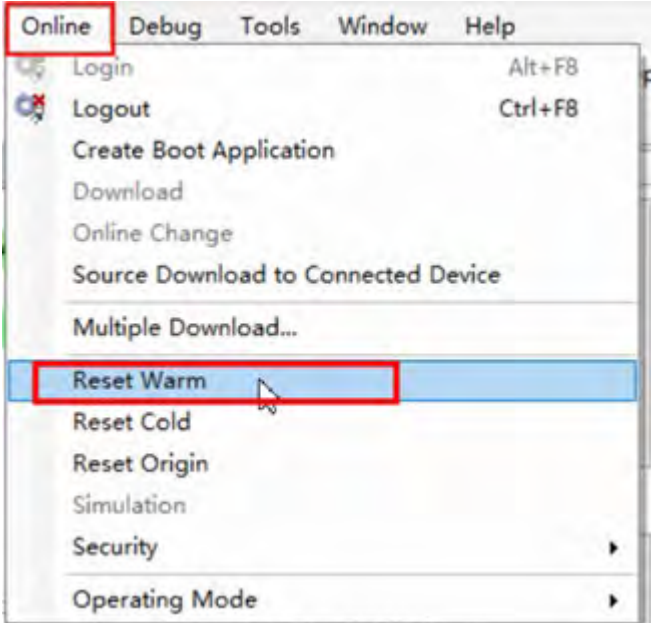 Online Debug Tools Window Help
Login Alt+F8
Logout Ctrl+F8
Create Boot Application
Download
Online Change
Source Download to Connected Device
Multiple Download...
Reset Warm
Reset Cold
Reset Origin
Simulation
Security
Operating Mode